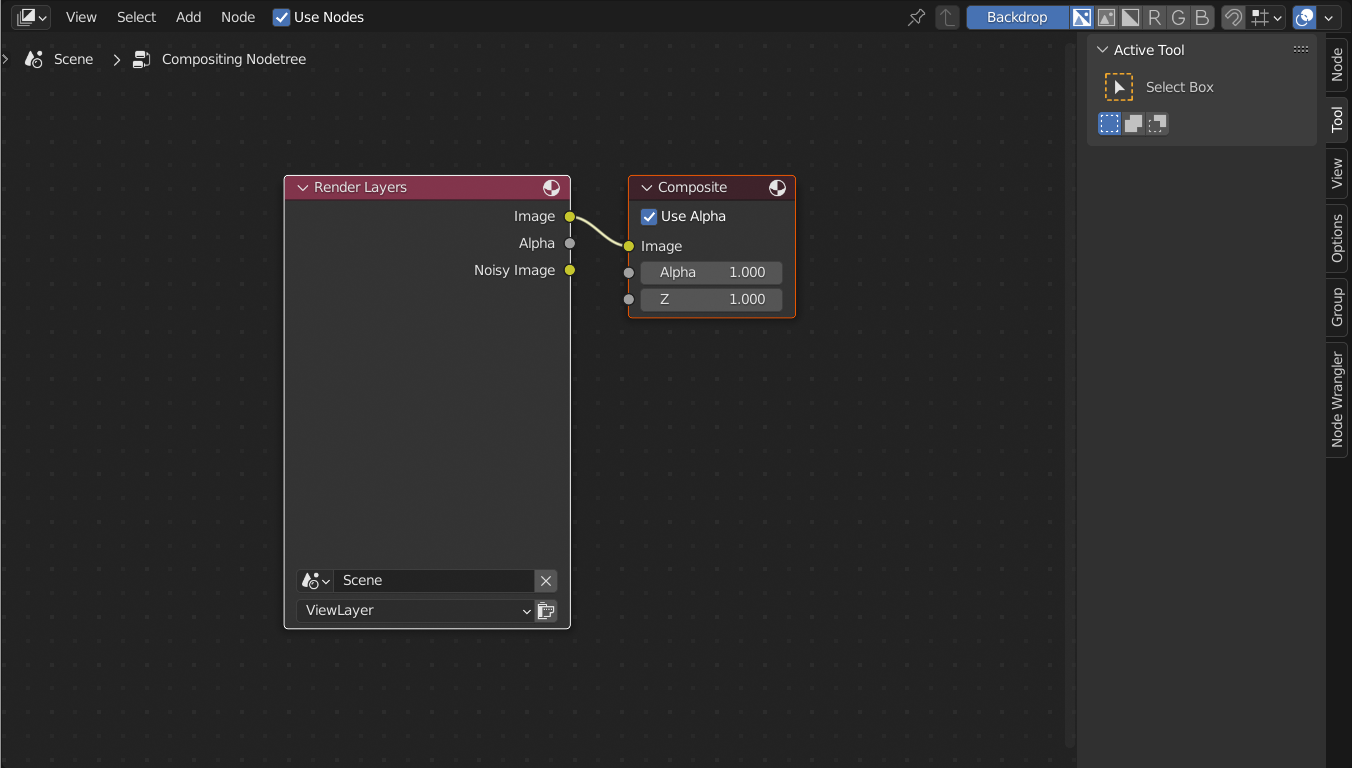 View Select Add Node Use Nodes Backdrop R G B
Scene Compositing Nodetree
Active Tool
Select Box
Node
Tool
View
Options
Group
Node Wrangler
Render Layers
Image
Alpha
Noisy Image
Scene
ViewLayer
Composite
Use Alpha
Image
Alpha 1.000
Z 1.000